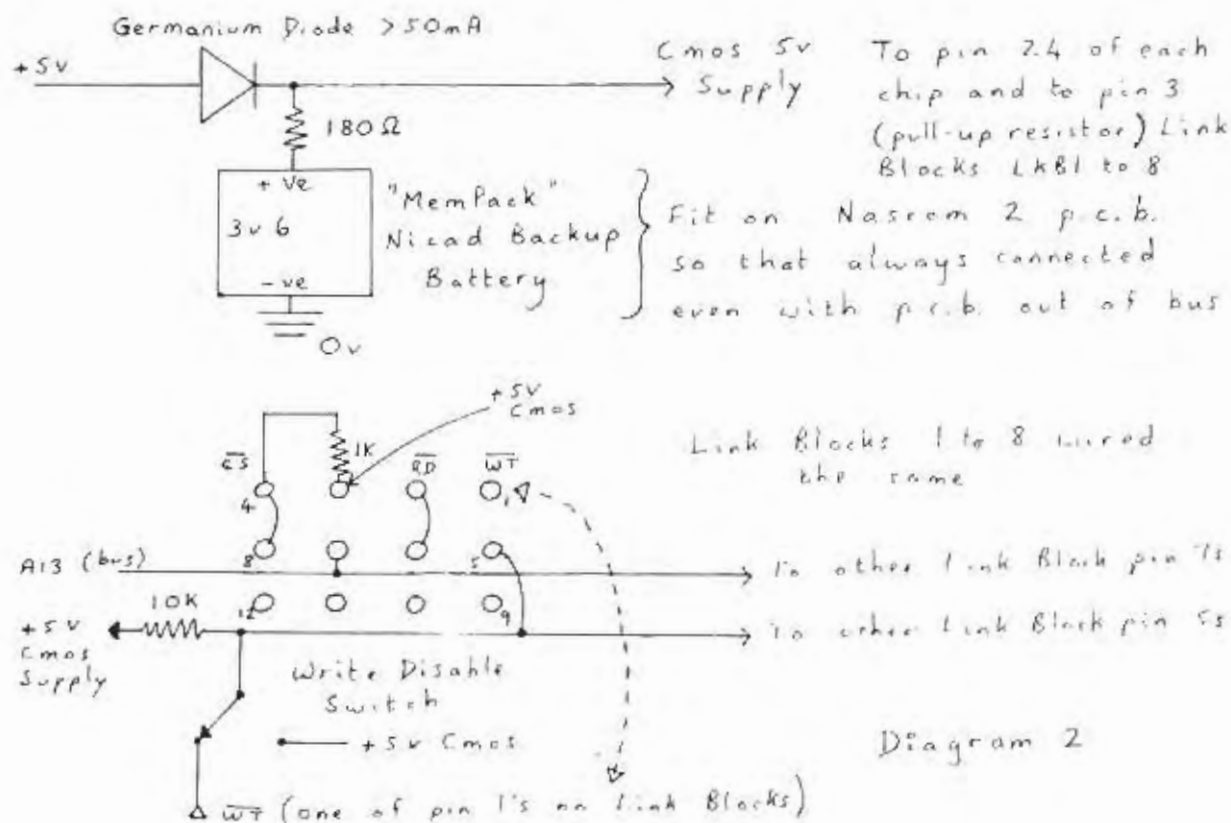 Germanium Diode >50mA
+5v
Cmos 5v
Supply
To pin 24 of each
chip and to pin 3
(pull-up resistor) Link
Blocks LKB1 to 8
180Ω
+ve
3v6
-ve
0v
"MemPack"
Nicad Backup
Battery
Fit on Nasrom 2 p.c.b.
so that always connected
even with p.c.b. out of bus
+5v
Cmos
1K
C̅S̅
R̅D̅
W̅T̅
4
1
Link Blocks 1 to 8 wired
the same
A13 (bus)
8
5
To other Link Block pin 7s
10K
12
9
+5v
Cmos
Supply
To other Link Block pin 5s
Write Disable
Switch
+5v Cmos
Diagram 2
W̅T̅ (one of pin 1's on Link Blocks)